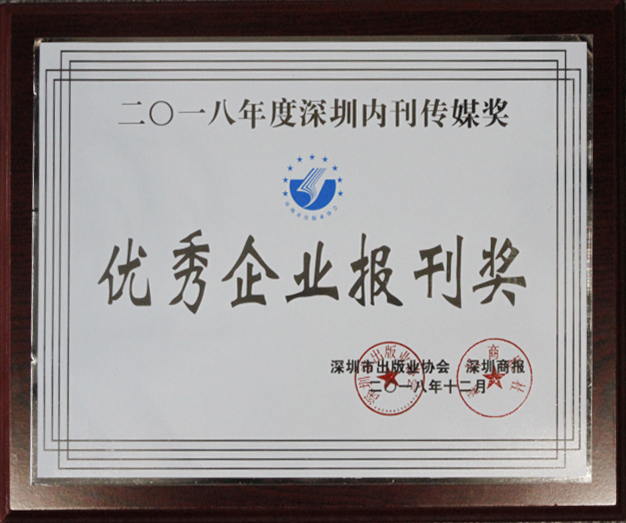 二〇一八年度深圳内刊传媒奖
优秀企业报刊奖
深圳市出版业协会 深圳商报
二〇一八年十二月